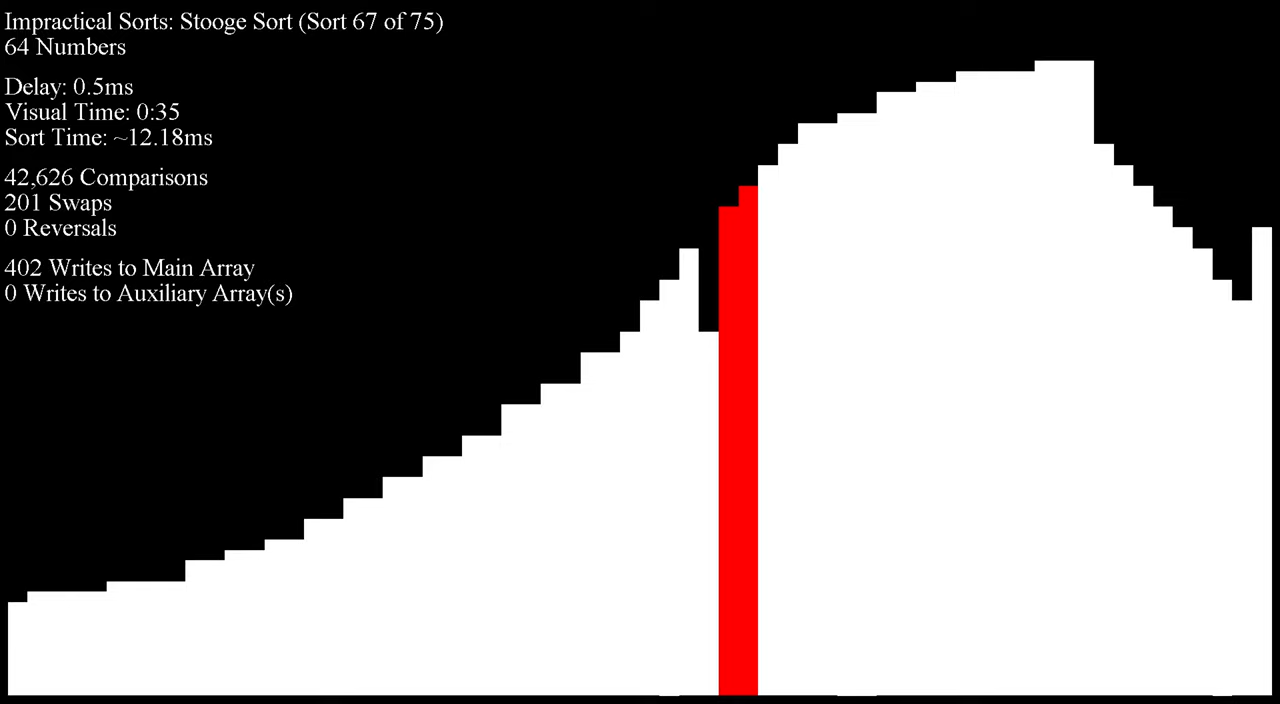 Impractical Sorts: Stooge Sort (Sort 67 of 75)
64 Numbers
Delay: 0.5ms
Visual Time: 0:35
Sort Time: ~12.18ms
42,626 Comparisons
201 Swaps
0 Reversals
402 Writes to Main Array
0 Writes to Auxiliary Array(s)